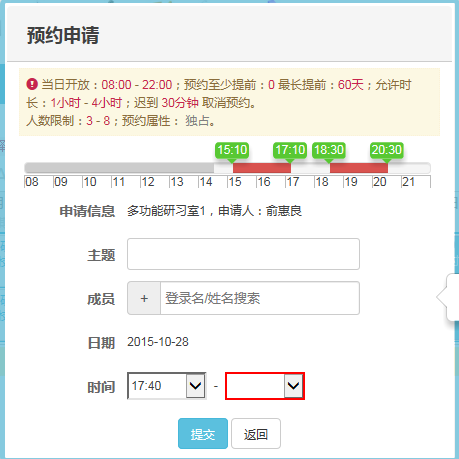 预约申请
当日开放：08:00 - 22:00；预约至少提前：0 最长提前：60天；允许时
长：1小时 - 4小时；迟到 30分钟 取消预约。
人数限制：3 - 8；预约属性： 独占。
15:10 17:10 18:30 20:30
08 09 10 11 12 13 14 15 16 17 18 19 20 21
申请信息 多功能研习室1，申请人：俞惠良
主题
成员 + 登录名/姓名搜索
日期 2015-10-28
时间 17:40 -
提交 返回